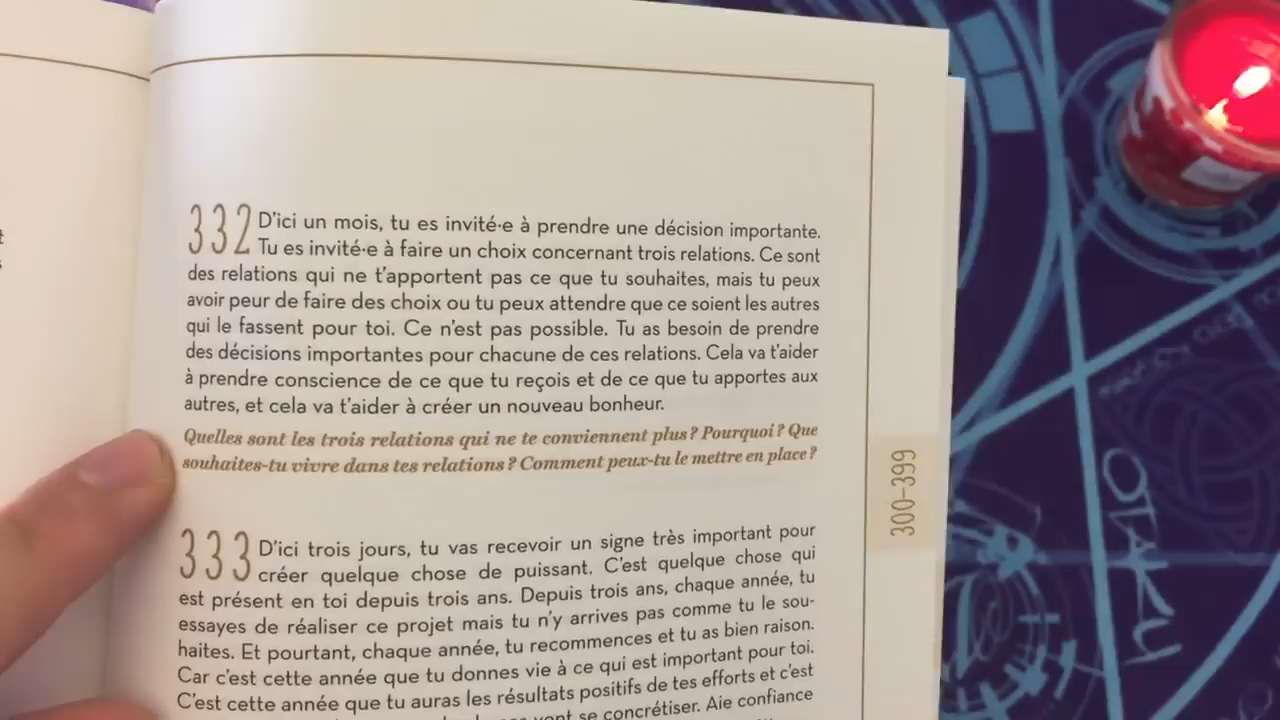 332 D'ici un mois, tu es invité·e à prendre une décision importante.
Tu es invité·e à faire un choix concernant trois relations. Ce sont
des relations qui ne t'apportent pas ce que tu souhaites, mais tu peux
avoir peur de faire des choix ou tu peux attendre que ce soient les autres
qui le fassent pour toi. Ce n'est pas possible. Tu as besoin de prendre
des décisions importantes pour chacune de ces relations. Cela va t'aider
à prendre conscience de ce que tu reçois et de ce que tu apportes aux
autres, et cela va t'aider à créer un nouveau bonheur.
Quelles sont les trois relations qui ne te conviennent plus? Pourquoi? Que
souhaites-tu vivre dans tes relations? Comment peux-tu le mettre en place?
333 D'ici trois jours, tu vas recevoir un signe très important pour
créer quelque chose de puissant. C'est quelque chose qui
est présent en toi depuis trois ans. Depuis trois ans, chaque année, tu
essayes de réaliser ce projet mais tu n'y arrives pas comme tu le sou-
haites. Et pourtant, chaque année, tu recommences et tu as bien raison.
Car c'est cette année que tu donnes vie à ce qui est important pour toi.
C'est cette année que tu auras les résultats positifs de tes efforts et c'est
vont se concrétiser. Aie confiance
300-399